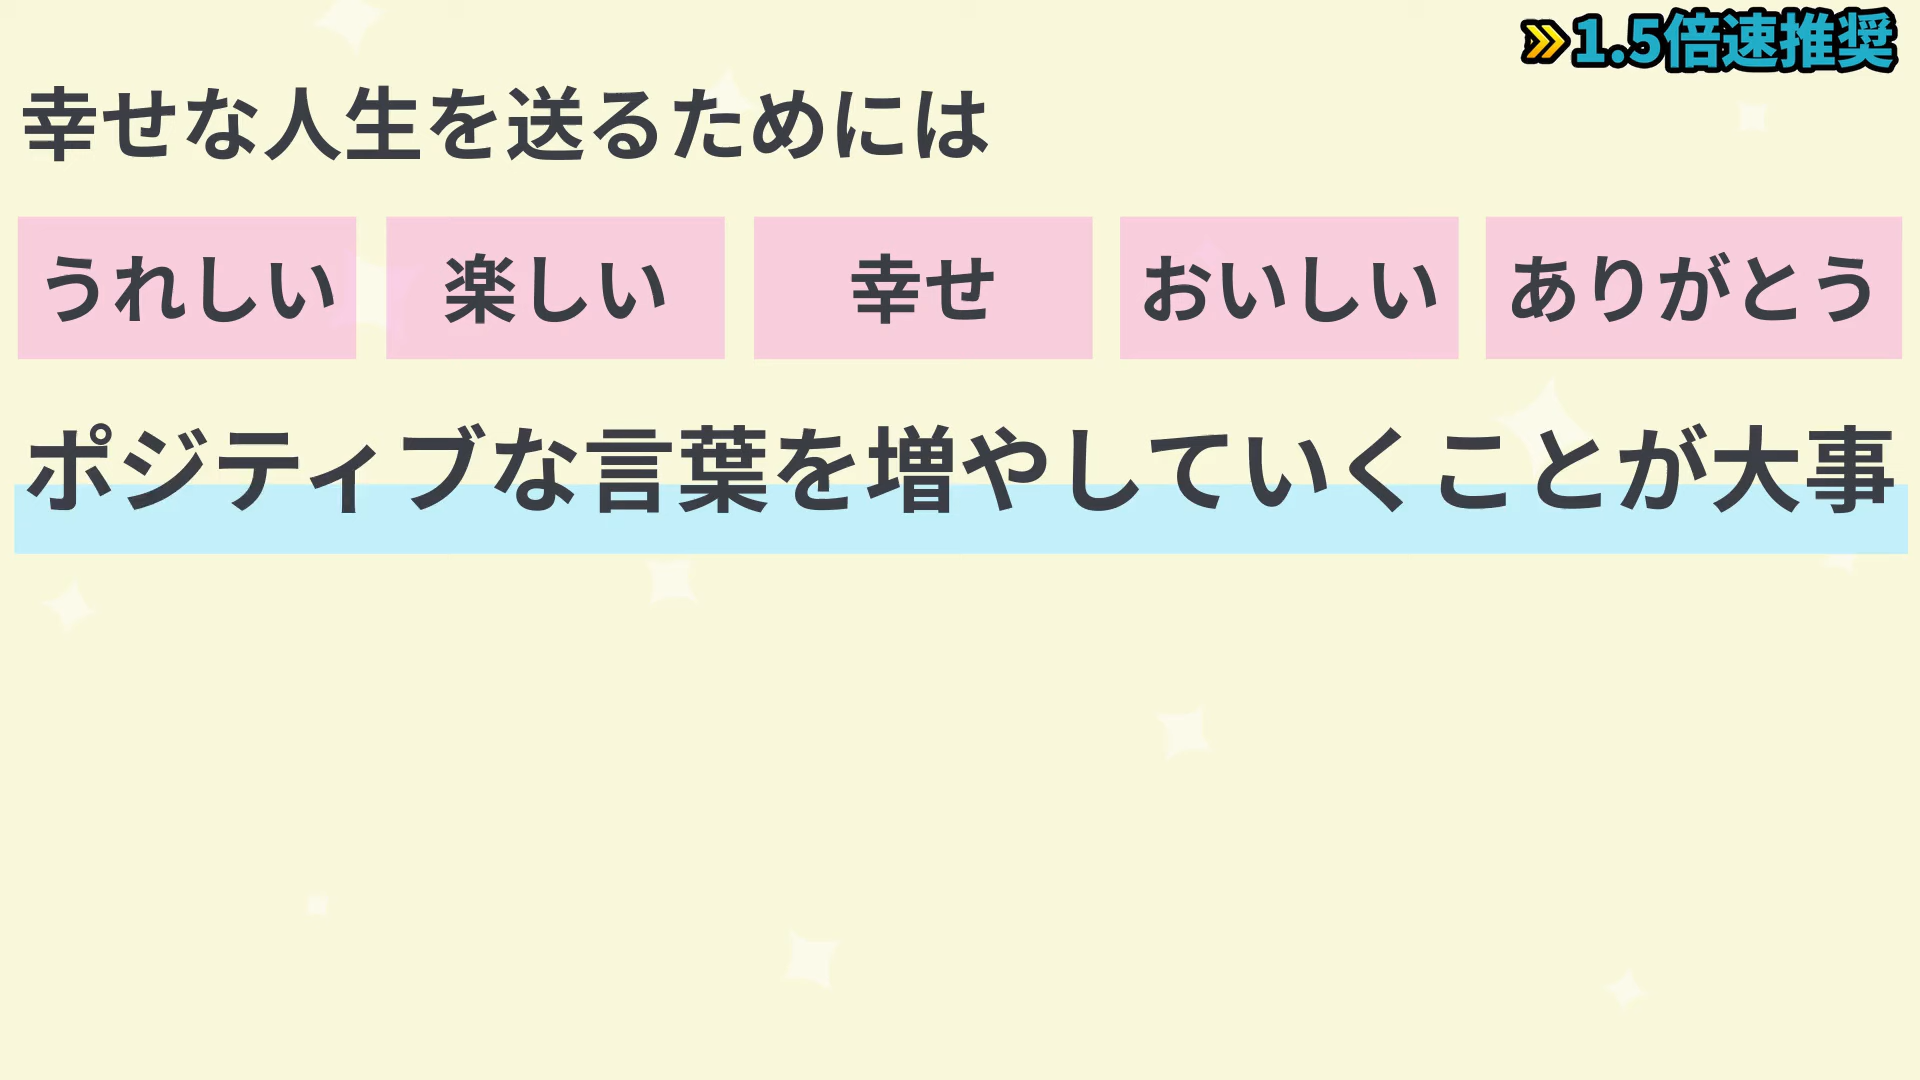 1.5倍速推奨
幸せな人生を送るためには
うれしい 楽しい 幸せ おいしい ありがとう
ポジティブな言葉を増やしていくことが大事